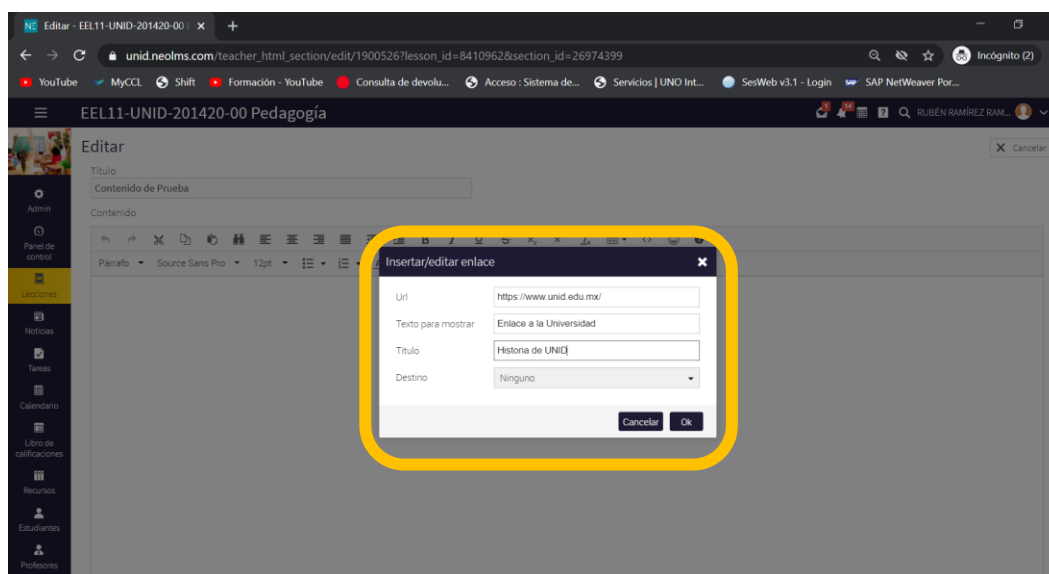 NE Editar - EEL11-UNID-201420-00 |
unid.neolms.com/teacher_html_section/edit/1900526?lesson_id=8410962&section_id=26974399
Incógnito (2)
YouTube MyCCL Shift Formación - YouTube Consulta de devolu... Acceso : Sistema de... Servicios | UNO Int... SesWeb v3.1 - Login SAP NetWeaver Por...
EEL11-UNID-201420-00 Pedagogía
RUBÉN RAMÍREZ RAM...
Editar
X Cancelar
Título
Contenido de Prueba
Contenido
Párrafo Source Sans Pro 12pt
Admin
Panel de
control
Lecciones
Noticias
Tareas
Calendario
Libro de
calificaciones
Recursos
Estudiantes
Profesores
Insertar/editar enlace
Url https://www.unid.edu.mx/
Texto para mostrar Enlace a la Universidad
Título Historia de UNID
Destino Ninguno
Cancelar Ok